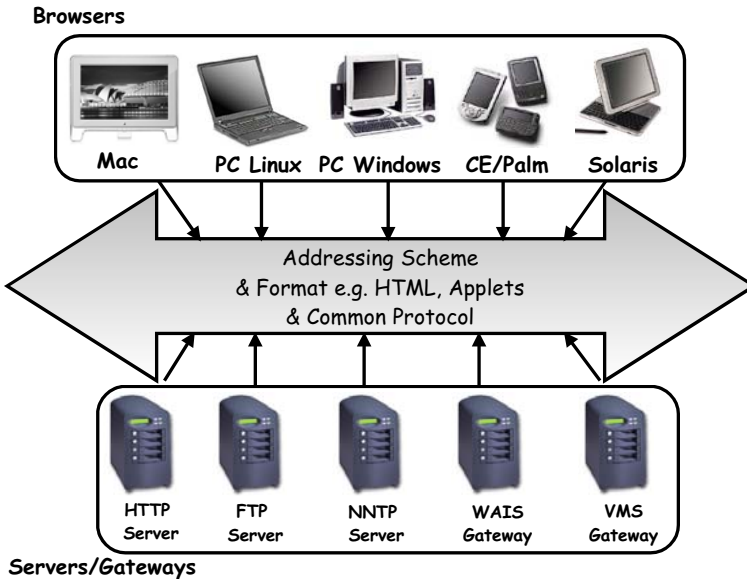 Browsers
Mac PC Linux PC Windows CE/Palm Solaris
Addressing Scheme
& Format e.g. HTML, Applets
& Common Protocol
HTTP FTP NNTP WAIS VMS
Server Server Server Gateway Gateway
Servers/Gateways